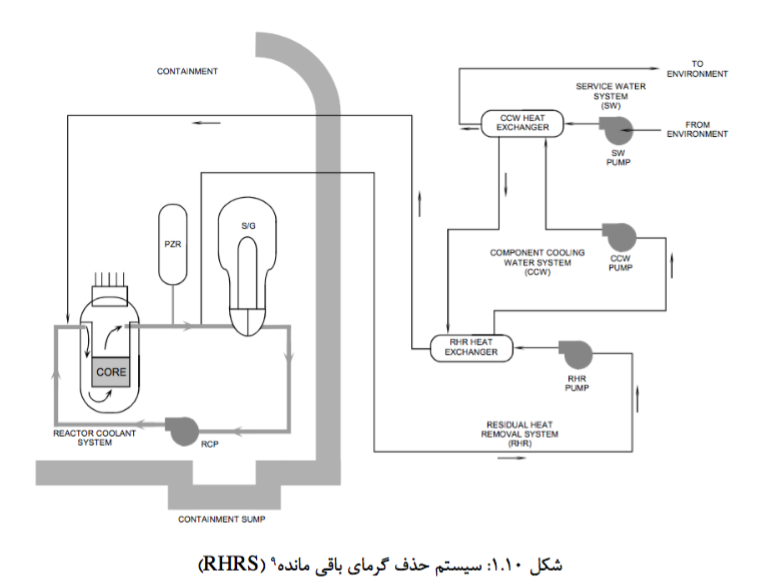 CONTAINMENT
TO
ENVIRONMENT
SERVICE WATER
SYSTEM
(SW)
CCW HEAT
EXCHANGER
FROM
ENVIRONMENT
SW
PUMP
PZR
S/G
COMPONENT COOLING
WATER SYSTEM
(CCW)
CCW
PUMP
RHR HEAT
EXCHANGER
RHR
PUMP
CORE
REACTOR COOLANT
SYSTEM
RCP
RESIDUAL HEAT
REMOVAL SYSTEM
(RHR)
CONTAINMENT SUMP
شکل ۱.۱۰: سیستم حذف گرمای باقی مانده۹ (RHRS)